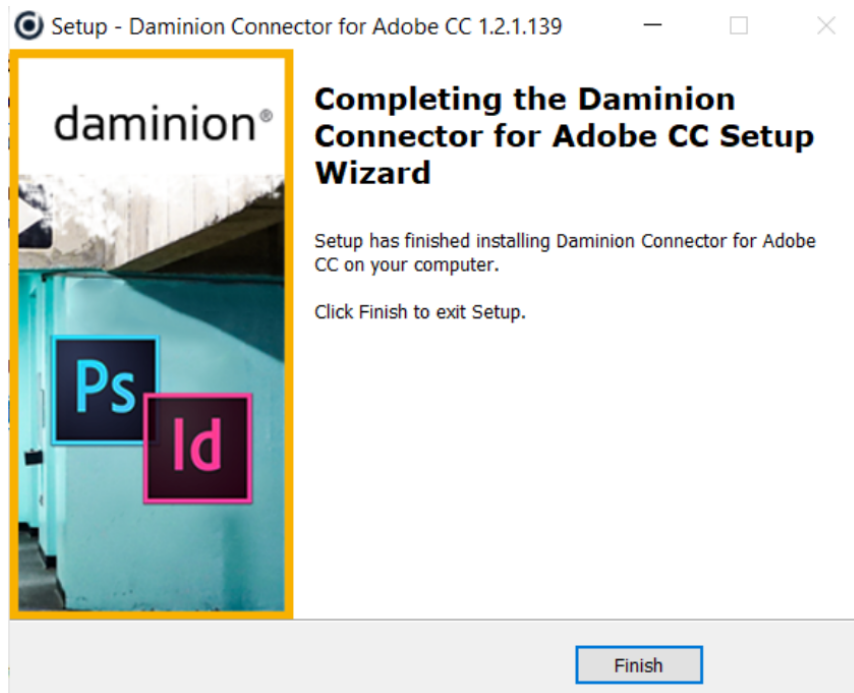 Setup - Daminion Connector for Adobe CC 1.2.1.139
daminion®
Completing the Daminion
Connector for Adobe CC Setup
Wizard
Setup has finished installing Daminion Connector for Adobe
CC on your computer.
Click Finish to exit Setup.
Ps
Id
Finish